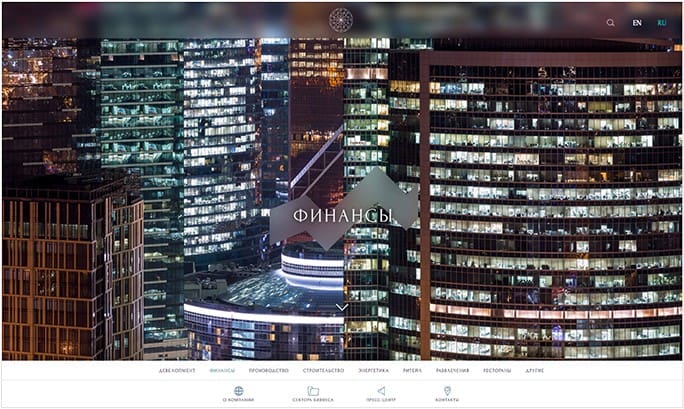 EN RU
ФИНАНСЫ
ДЕВЕЛОПМЕНТ ФИНАНСЫ ПРОИЗВОДСТВО СТРОИТЕЛЬСТВО ЭНЕРГЕТИКА РИТЕЙЛ РАЗВЛЕЧЕНИЯ РЕСТОРАНЫ ДРУГИЕ
О КОМПАНИИ СЕКТОРА БИЗНЕСА ПРЕСС-ЦЕНТР КОНТАКТЫ